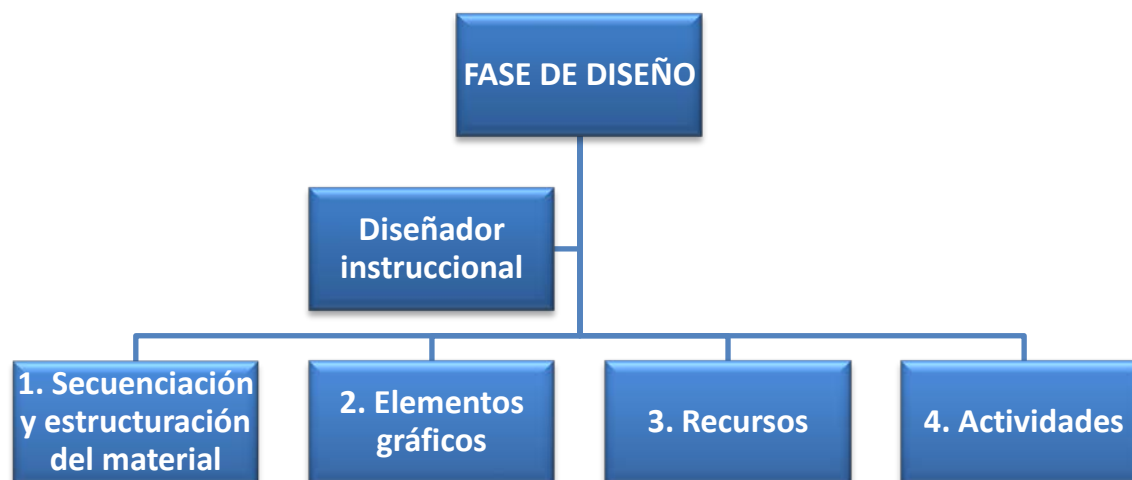 FASE DE DISEÑO
Diseñador
instruccional
1. Secuenciación
y estructuración
del material
2. Elementos
gráficos
3. Recursos
4. Actividades